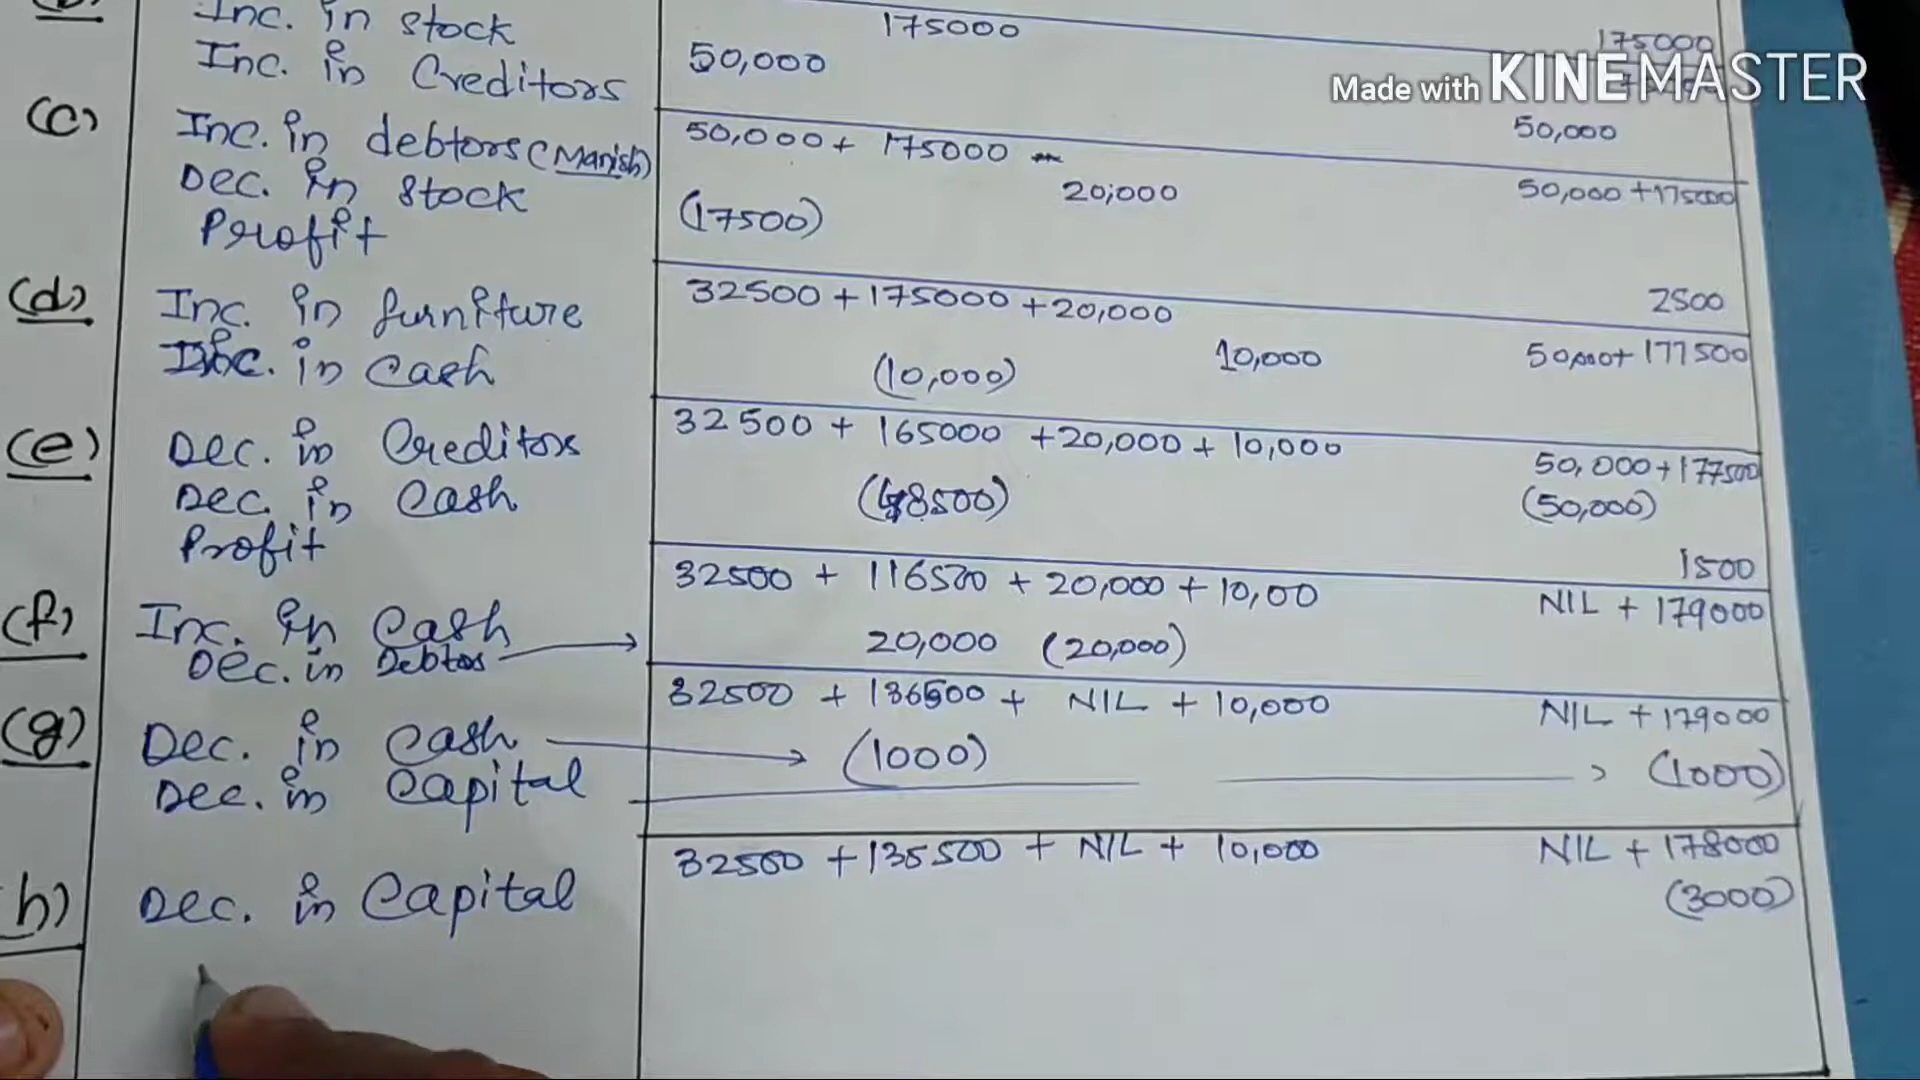 Inc. in stock 175000 175000
Inc. in Creditors 50,000 50,000
Made with KINEMASTER
(c) Inc. in debtors (Manish) 50,000 + 175000 50,000 + 175000
Dec. in stock (17500) 20,000
Profit 2500
(d) Inc. in furniture 32500 + 175000 + 20,000 50,000+ 177500
Inc. in Cash (10,000) 10,000
(e) Dec. in Creditors 32500 + 165000 + 20,000 + 10,000 50,000 + 177500
Dec. in Cash (48500) (50,000)
Profit 1500
(f) Inc. in Cash 32500 + 116500 + 20,000 + 10,00 NIL + 179000
Dec. in Debtos 20,000 (20,000)
(g) Dec. in Cash 32500 + 136500 + NIL + 10,000 NIL + 179000
Dec. in Capital (1000) (1000)
h) Dec. in Capital 32500 + 135500 + NIL + 10,000 NIL + 178000
(3000)